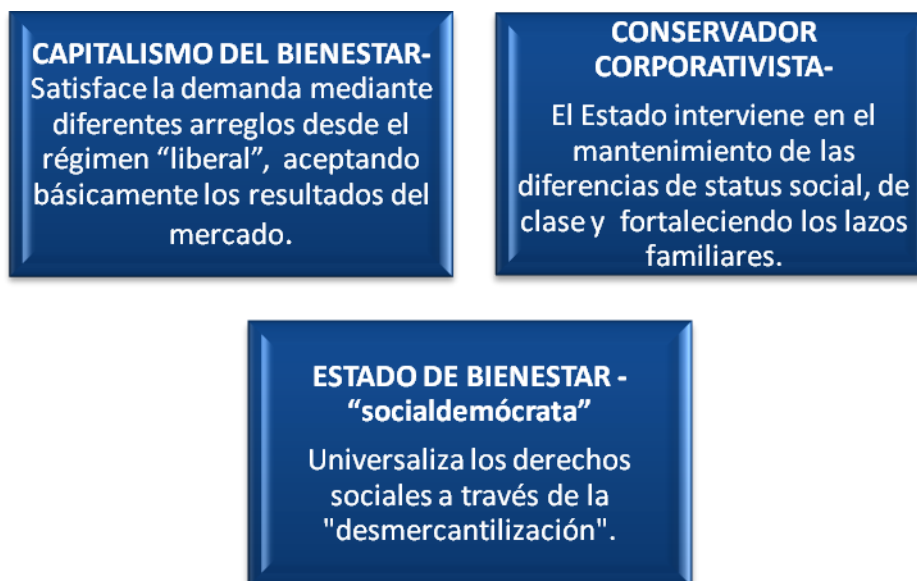 CAPITALISMO DEL BIENESTAR-
Satisface la demanda mediante
diferentes arreglos desde el
régimen “liberal”, aceptando
básicamente los resultados del
mercado.
CONSERVADOR
CORPORATIVISTA-
El Estado interviene en el
mantenimiento de las
diferencias de status social, de
clase y fortaleciendo los lazos
familiares.
ESTADO DE BIENESTAR -
“socialdemócrata”
Universaliza los derechos
sociales a través de la
"desmercantilización".